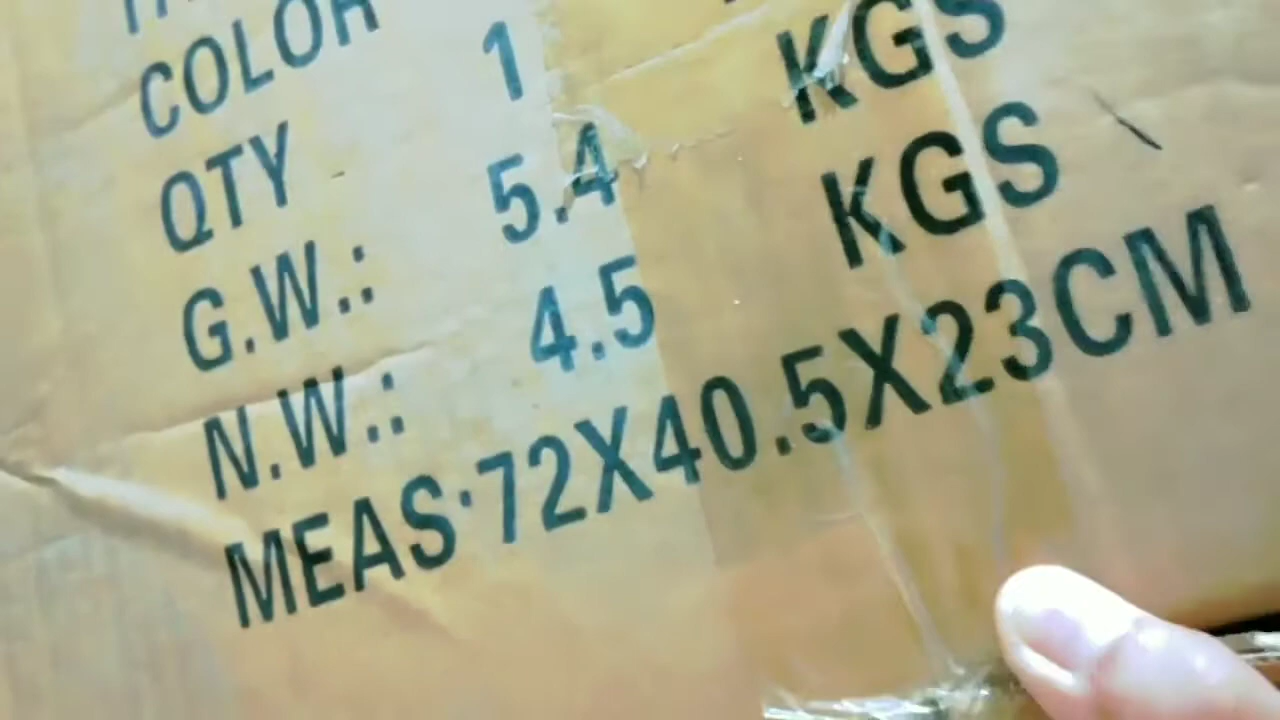 COLOR
QTY 1
G.W.: 5.4 KGS
N.W.: 4.5 KGS
MEAS:72X40.5X23CM